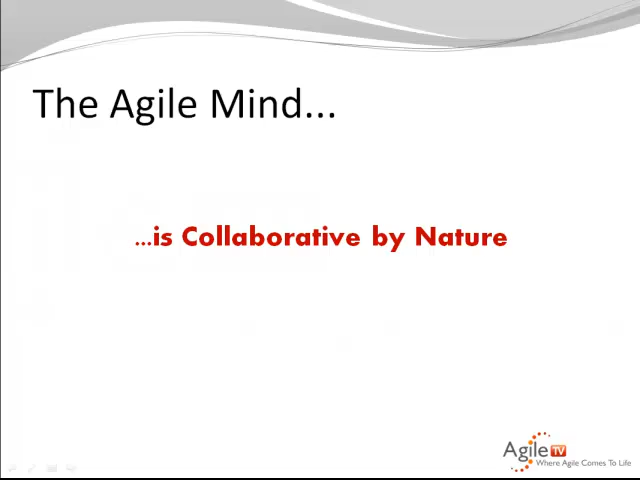 The Agile Mind...
...is Collaborative by Nature
Agile TV
Where Agile Comes To Life